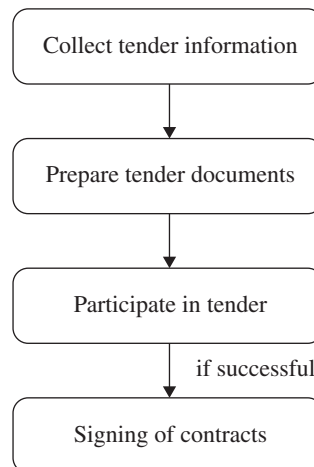 Collect tender information
Prepare tender documents
Participate in tender
if successful
Signing of contracts